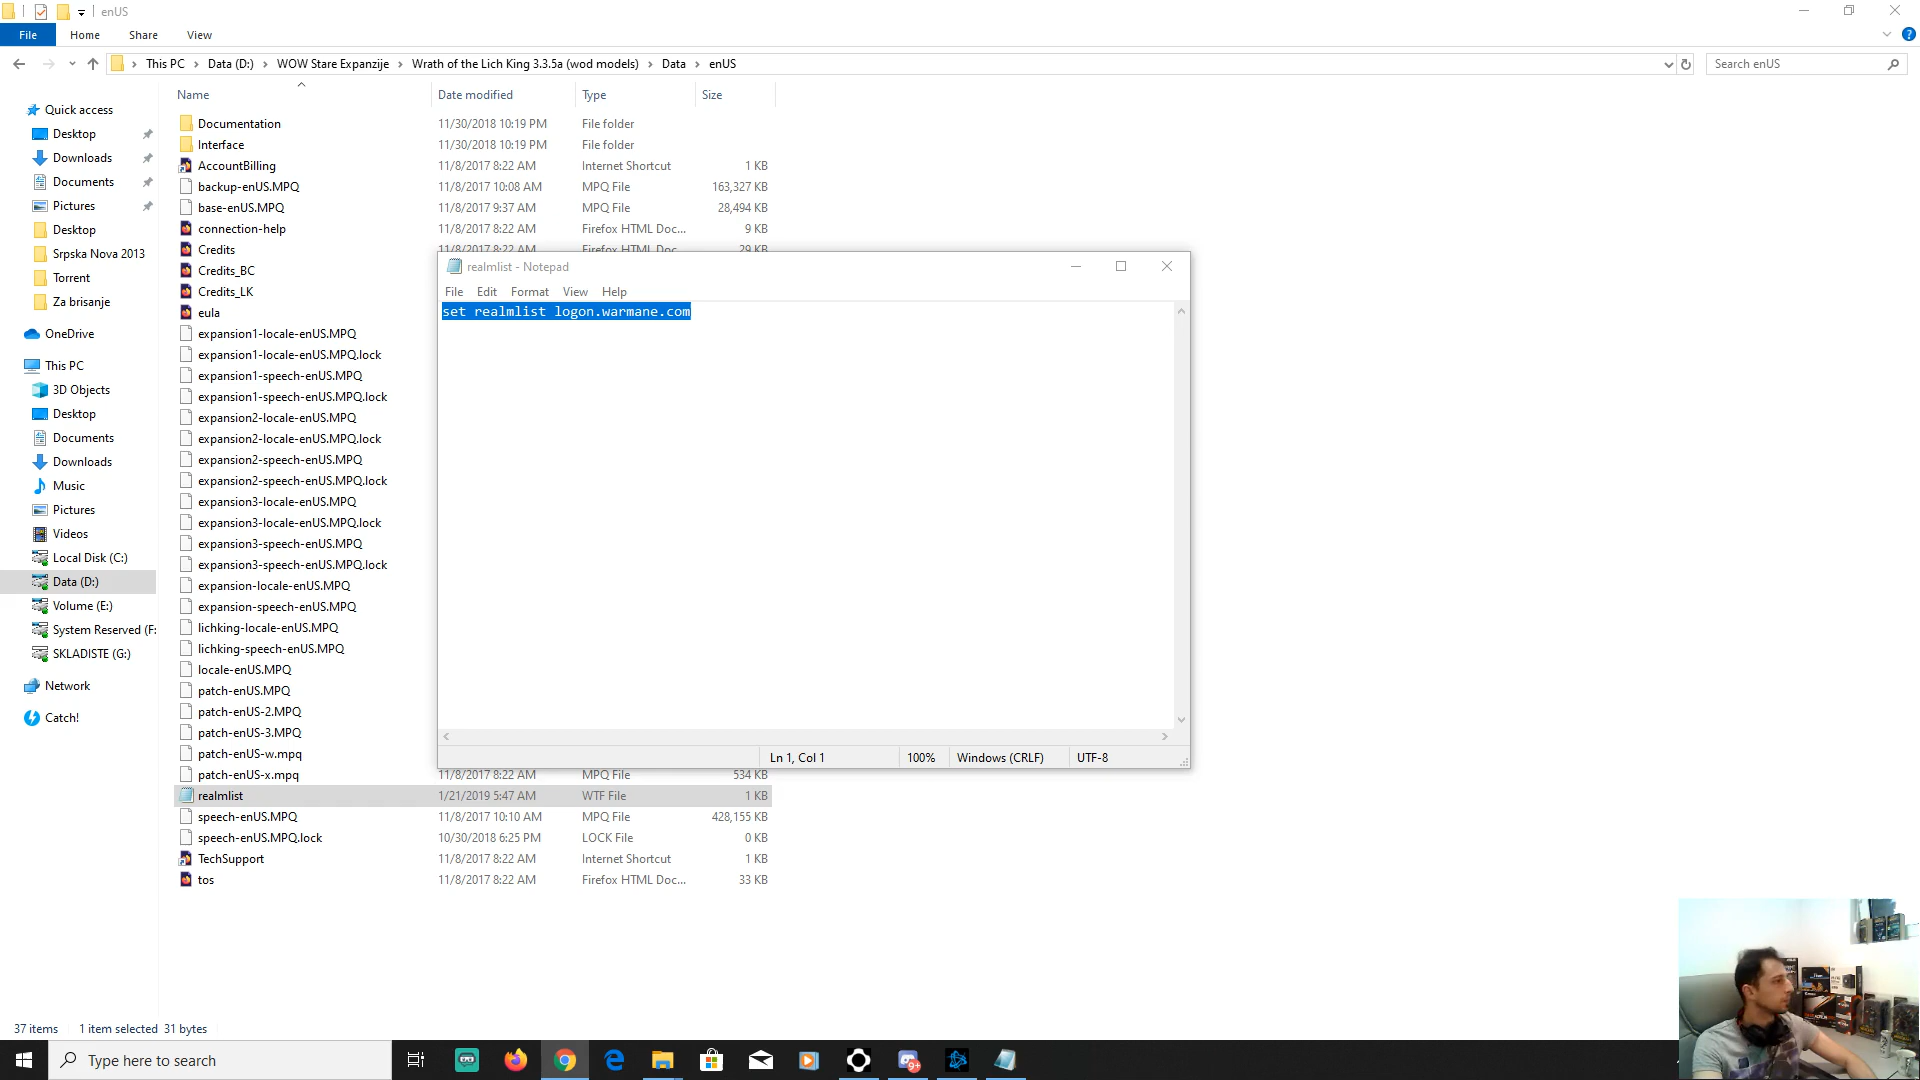 enUS
File Home Share View
This PC Data (D:) WOW Stare Expanzije Wrath of the Lich King 3.3.5a (wod models) Data enUS
Search enUS
Quick access
Desktop
Downloads
Documents
Pictures
Desktop
Srpska Nova 2013
Torrent
Za brisanje
OneDrive
This PC
3D Objects
Desktop
Documents
Downloads
Music
Pictures
Videos
Local Disk (C:)
Data (D:)
Volume (E:)
System Reserved (F:
SKLADISTE (G:)
Network
Catch!
Name Date modified Type Size
Documentation 11/30/2018 10:19 PM File folder
Interface 11/30/2018 10:19 PM File folder
AccountBilling 11/8/2017 8:22 AM Internet Shortcut 1 KB
backup-enUS.MPQ 11/8/2017 10:08 AM MPQ File 163,327 KB
base-enUS.MPQ 11/8/2017 9:37 AM MPQ File 28,494 KB
connection-help 11/8/2017 8:22 AM Firefox HTML Doc... 9 KB
Credits 11/8/2017 8:22 AM Firefox HTML Doc... 29 KB
Credits_BC
Credits_LK
eula
expansion1-locale-enUS.MPQ
expansion1-locale-enUS.MPQ.lock
expansion1-speech-enUS.MPQ
expansion1-speech-enUS.MPQ.lock
expansion2-locale-enUS.MPQ
expansion2-locale-enUS.MPQ.lock
expansion2-speech-enUS.MPQ
expansion2-speech-enUS.MPQ.lock
expansion3-locale-enUS.MPQ
expansion3-locale-enUS.MPQ.lock
expansion3-speech-enUS.MPQ
expansion3-speech-enUS.MPQ.lock
expansion-locale-enUS.MPQ
expansion-speech-enUS.MPQ
lichking-locale-enUS.MPQ
lichking-speech-enUS.MPQ
locale-enUS.MPQ
patch-enUS.MPQ
patch-enUS-2.MPQ
patch-enUS-3.MPQ
patch-enUS-w.mpq
patch-enUS-x.mpq 11/8/2017 8:22 AM MPQ File 534 KB
realmlist 1/21/2019 5:47 AM WTF File 1 KB
speech-enUS.MPQ 11/8/2017 10:10 AM MPQ File 428,155 KB
speech-enUS.MPQ.lock 10/30/2018 6:25 PM LOCK File 0 KB
TechSupport 11/8/2017 8:22 AM Internet Shortcut 1 KB
tos 11/8/2017 8:22 AM Firefox HTML Doc... 33 KB
realmlist - Notepad
File Edit Format View Help
set realmlist logon.warmane.com
Ln 1, Col 1 100% Windows (CRLF) UTF-8
37 items 1 item selected 31 bytes
Type here to search
9+